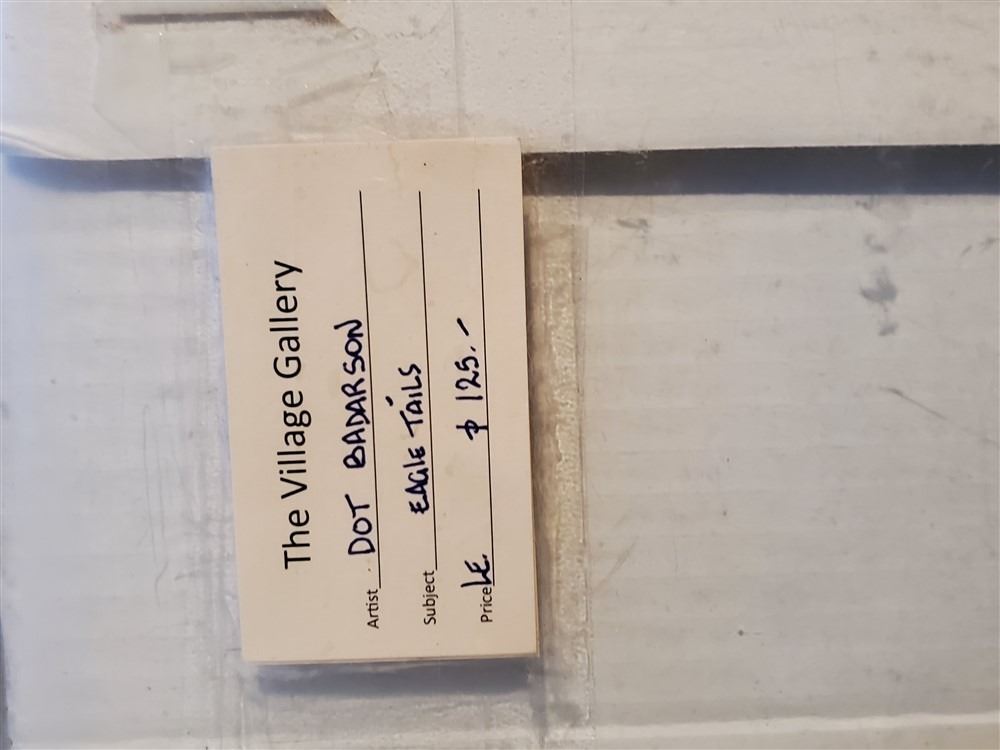 The Village Gallery
Artist DOT BADARSON
Subject EAGLE TAILS
Price LE. $125.-